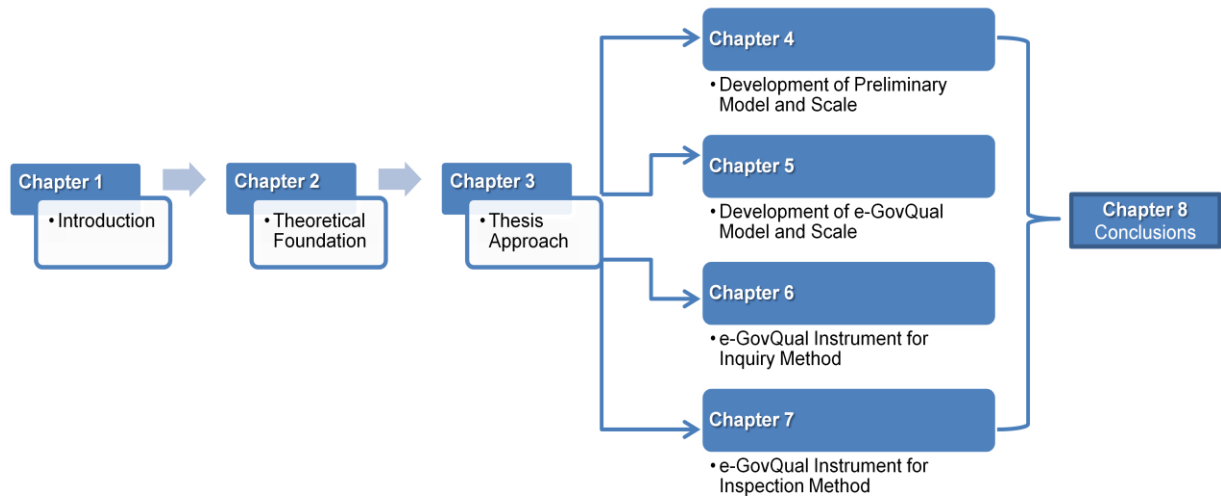 Chapter 1
• Introduction
Chapter 2
• Theoretical
Foundation
Chapter 3
• Thesis
Approach
Chapter 4
• Development of Preliminary
Model and Scale
Chapter 5
• Development of e-GovQual
Model and Scale
Chapter 6
• e-GovQual Instrument for
Inquiry Method
Chapter 7
• e-GovQual Instrument for
Inspection Method
Chapter 8
Conclusions